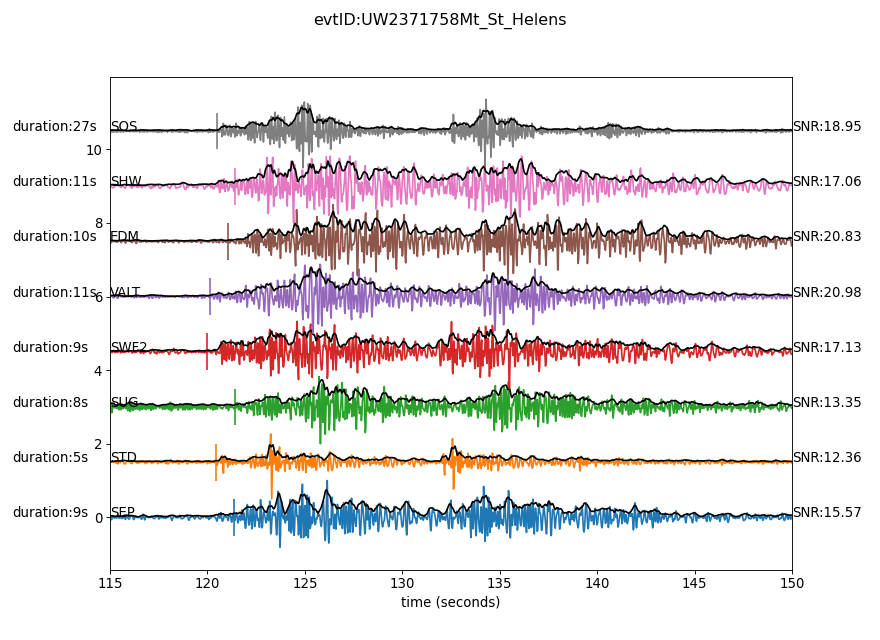 evtID:UW2371758Mt_St_Helens
duration:27s SOS SNR:18.95
10
duration:11s SHW SNR:17.06
8
duration:10s EDM SNR:20.83
duration:11s VALT SNR:20.98
6
duration:9s SWF2 SNR:17.13
4
duration:8s SUG SNR:13.35
2
duration:5s STD SNR:12.36
duration:9s SEP SNR:15.57
0
115 120 125 130 135 140 145 150
time (seconds)